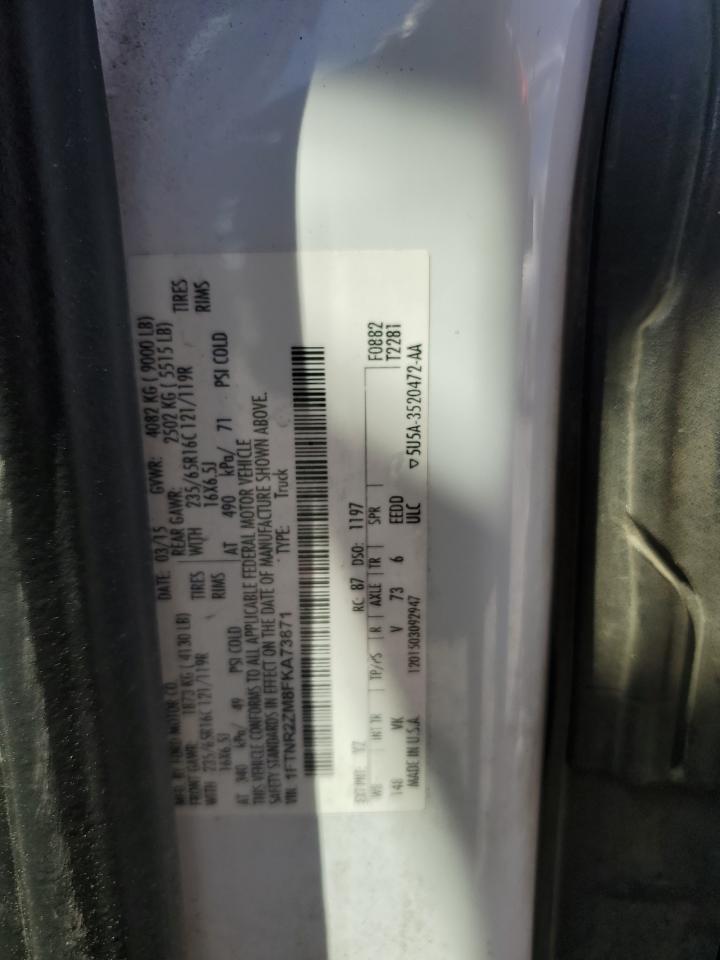 MFG. BY FORD MOTOR CO.
DATE: 03/15 GVWR: 4082 KG ( 9000 LB)
FRONT GAWR: 1873 KG ( 4130 LB) REAR GAWR: 2502 KG ( 5515 LB)
WITH 235/65R16C 121/119R TIRES WITH 235/65R16C 121/119R TIRES
16X6.5J RIMS 16X6.5J RIMS
AT 340 kPa/ 49 PSI COLD AT 490 kPa/ 71 PSI COLD
THIS VEHICLE CONFORMS TO ALL APPLICABLE FEDERAL MOTOR VEHICLE
SAFETY STANDARDS IN EFFECT ON THE DATE OF MANUFACTURE SHOWN ABOVE.
VIN: 1FTNR2ZM8FKA73871 TYPE: Truck
EXT PNT: YZ RC: 87 DSO: 1197 F0882
WB INT TR TP/PS R AXLE TR SPR T2281
148 VK V 73 6 EEDD
MADE IN U.S.A. 1201503092947 ULC 5U5A-3520472-AA